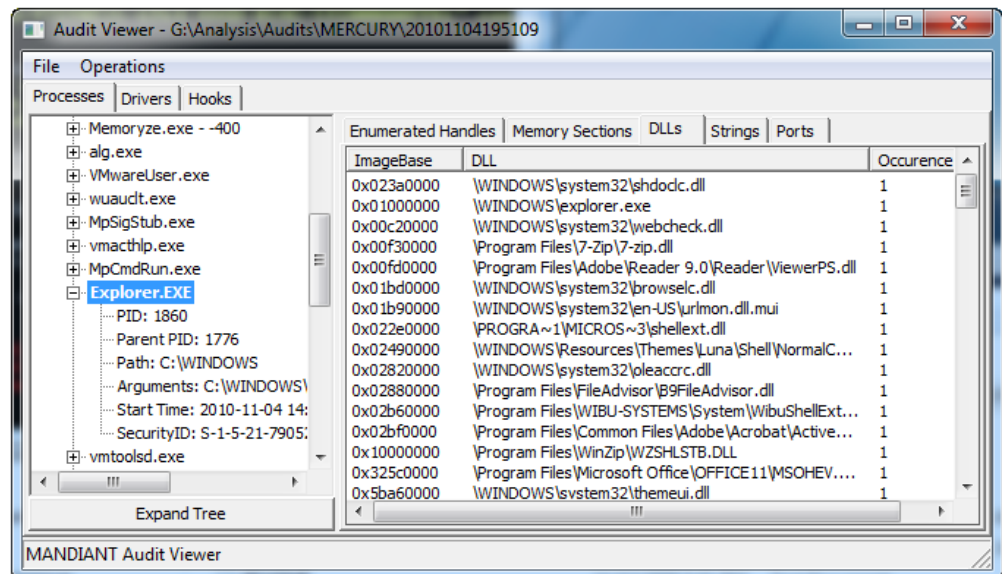 Audit Viewer - G:\Analysis\Audits\MERCURY\20101104195109
File Operations
Processes Drivers Hooks
Memoryze.exe - -400
alg.exe
VMwareUser.exe
wuauclt.exe
MpSigStub.exe
vmacthlp.exe
MpCmdRun.exe
Explorer.EXE
PID: 1860
Parent PID: 1776
Path: C:\WINDOWS
Arguments: C:\WINDOWS\
Start Time: 2010-11-04 14:
SecurityID: S-1-5-21-79052
vmtoolsd.exe
Expand Tree
Enumerated Handles Memory Sections DLLs Strings Ports
ImageBase DLL Occurence
0x023a0000 \WINDOWS\system32\shdoclc.dll 1
0x01000000 \WINDOWS\explorer.exe 1
0x00c20000 \WINDOWS\system32\webcheck.dll 1
0x00f30000 \Program Files\7-Zip\7-zip.dll 1
0x00fd0000 \Program Files\Adobe\Reader 9.0\Reader\ViewerPS.dll 1
0x01bd0000 \WINDOWS\system32\browselc.dll 1
0x01b90000 \WINDOWS\system32\en-US\urlmon.dll.mui 1
0x022e0000 \PROGRA~1\MICROS~3\shellext.dll 1
0x02490000 \WINDOWS\Resources\Themes\Luna\Shell\NormalC... 1
0x02820000 \WINDOWS\system32\oleaccrc.dll 1
0x02880000 \Program Files\FileAdvisor\B9FileAdvisor.dll 1
0x02b60000 \Program Files\WIBU-SYSTEMS\System\WibuShellExt... 1
0x02bf0000 \Program Files\Common Files\Adobe\Acrobat\Active... 1
0x10000000 \Program Files\WinZip\WZSHLSTB.DLL 1
0x325c0000 \Program Files\Microsoft Office\OFFICE11\MSOHEV.... 1
0x5ba60000 \WINDOWS\system32\themeui.dll 1
MANDIANT Audit Viewer